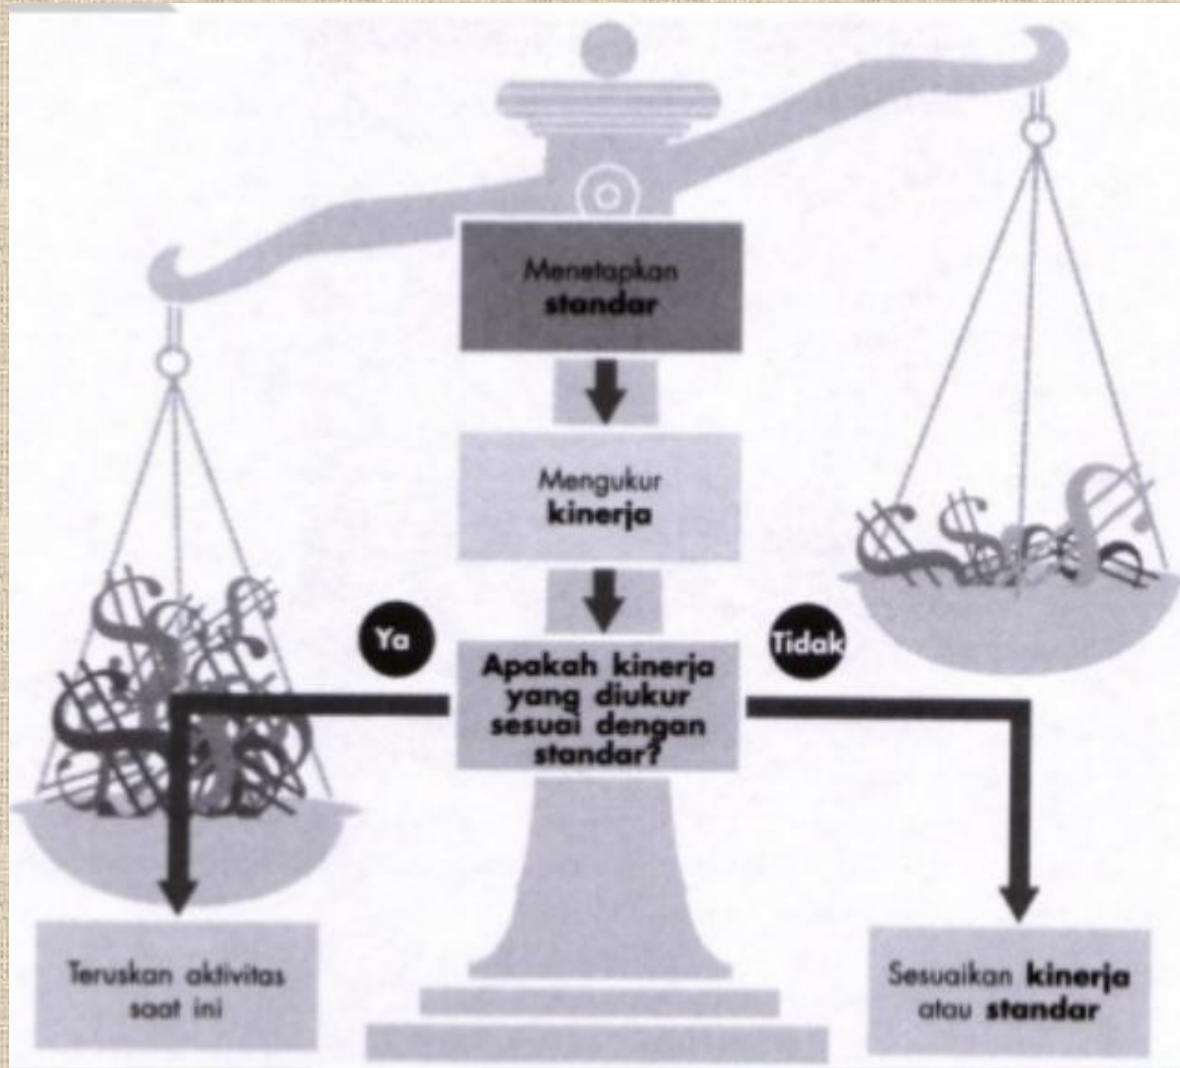 Menetapkan
standar
Mengukur
kinerja
Ya
Tidak
Apakah kinerja
yang diukur
sesuai dengan
standar?
Teruskan aktivitas
saat ini
Sesuaikan kinerja
atau standar